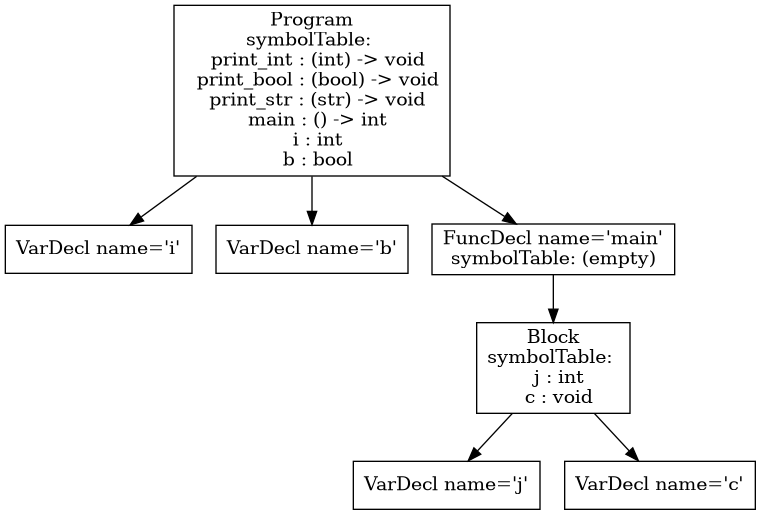 Program
symbolTable:
print_int : (int) -> void
print_bool : (bool) -> void
print_str : (str) -> void
main : () -> int
i : int
b : bool
VarDecl name='i'
VarDecl name='b'
FuncDecl name='main'
symbolTable: (empty)
Block
symbolTable:
j : int
c : void
VarDecl name='j'
VarDecl name='c'